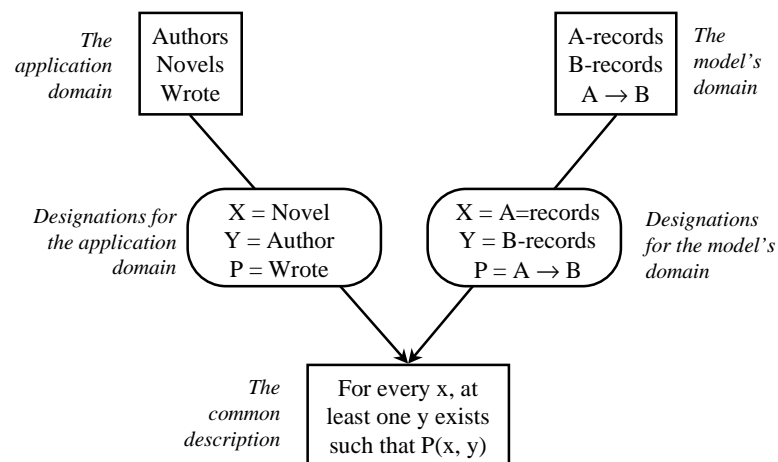 The
application
domain
Authors
Novels
Wrote
A-records
B-records
A → B
The
model's
domain
Designations for
the application
domain
X = Novel
Y = Author
P = Wrote
X = A=records
Y = B-records
P = A → B
Designations
for the model's
domain
The
common
description
For every x, at
least one y exists
such that P(x, y)